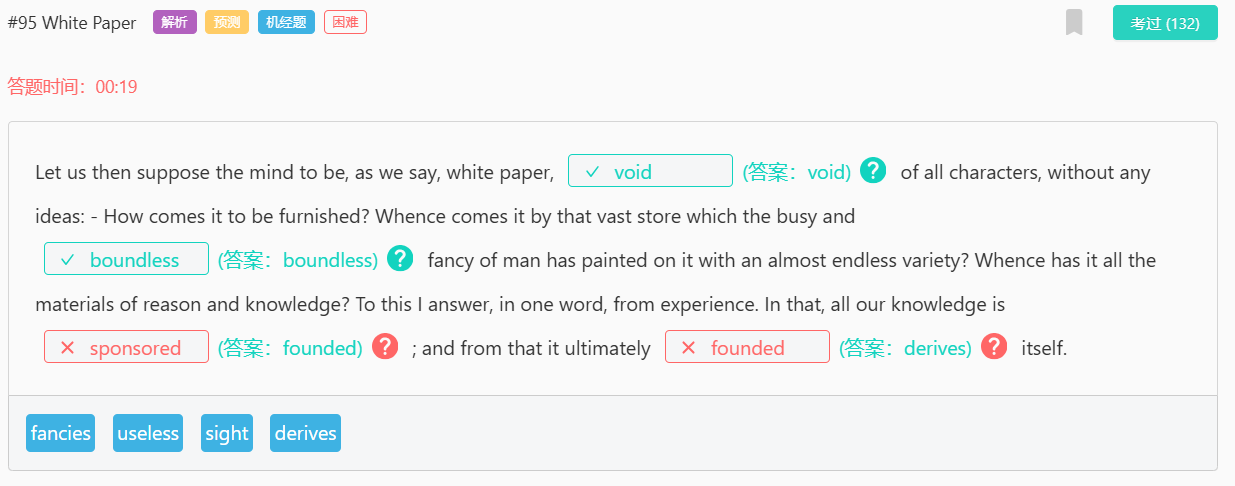 #95 White Paper 解析 预测 机经题 困难 考过 (132)
答题时间：00:19
Let us then suppose the mind to be, as we say, white paper, ✓ void (答案：void) ? of all characters, without any
ideas: - How comes it to be furnished? Whence comes it by that vast store which the busy and
✓ boundless (答案：boundless) ? fancy of man has painted on it with an almost endless variety? Whence has it all the
materials of reason and knowledge? To this I answer, in one word, from experience. In that, all our knowledge is
✕ sponsored (答案：founded) ? ; and from that it ultimately ✕ founded (答案：derives) ? itself.
fancies useless sight derives